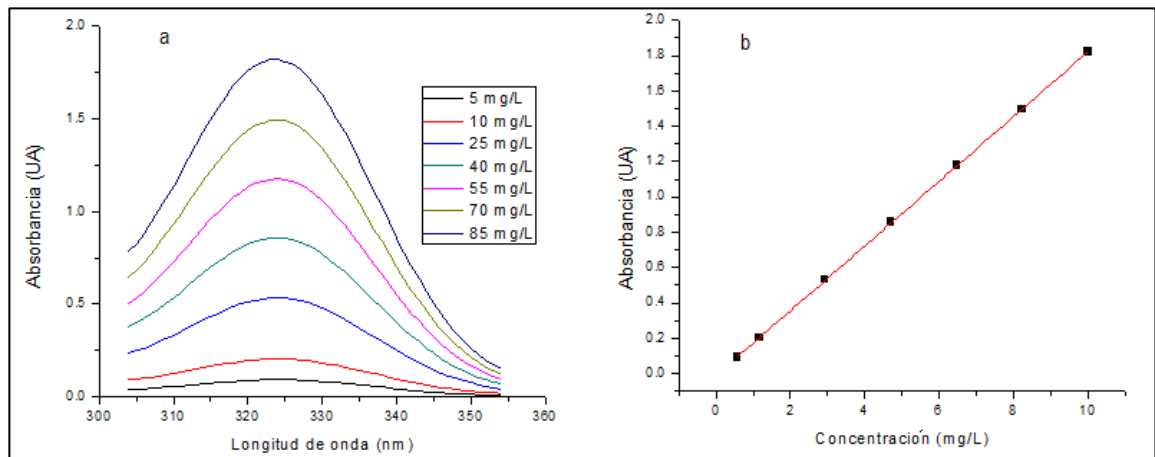 a
2.0
1.5
1.0
0.5
0.0
Absorbancia (UA)
300 310 320 330 340 350 360
Longitud de onda (nm)
5 mg/L
10 mg/L
25 mg/L
40 mg/L
55 mg/L
70 mg/L
85 mg/L
b
2.0
1.8
1.6
1.4
1.2
1.0
0.8
0.6
0.4
0.2
0.0
Absorbancia (UA)
0 2 4 6 8 10
Concentración (mg/L)